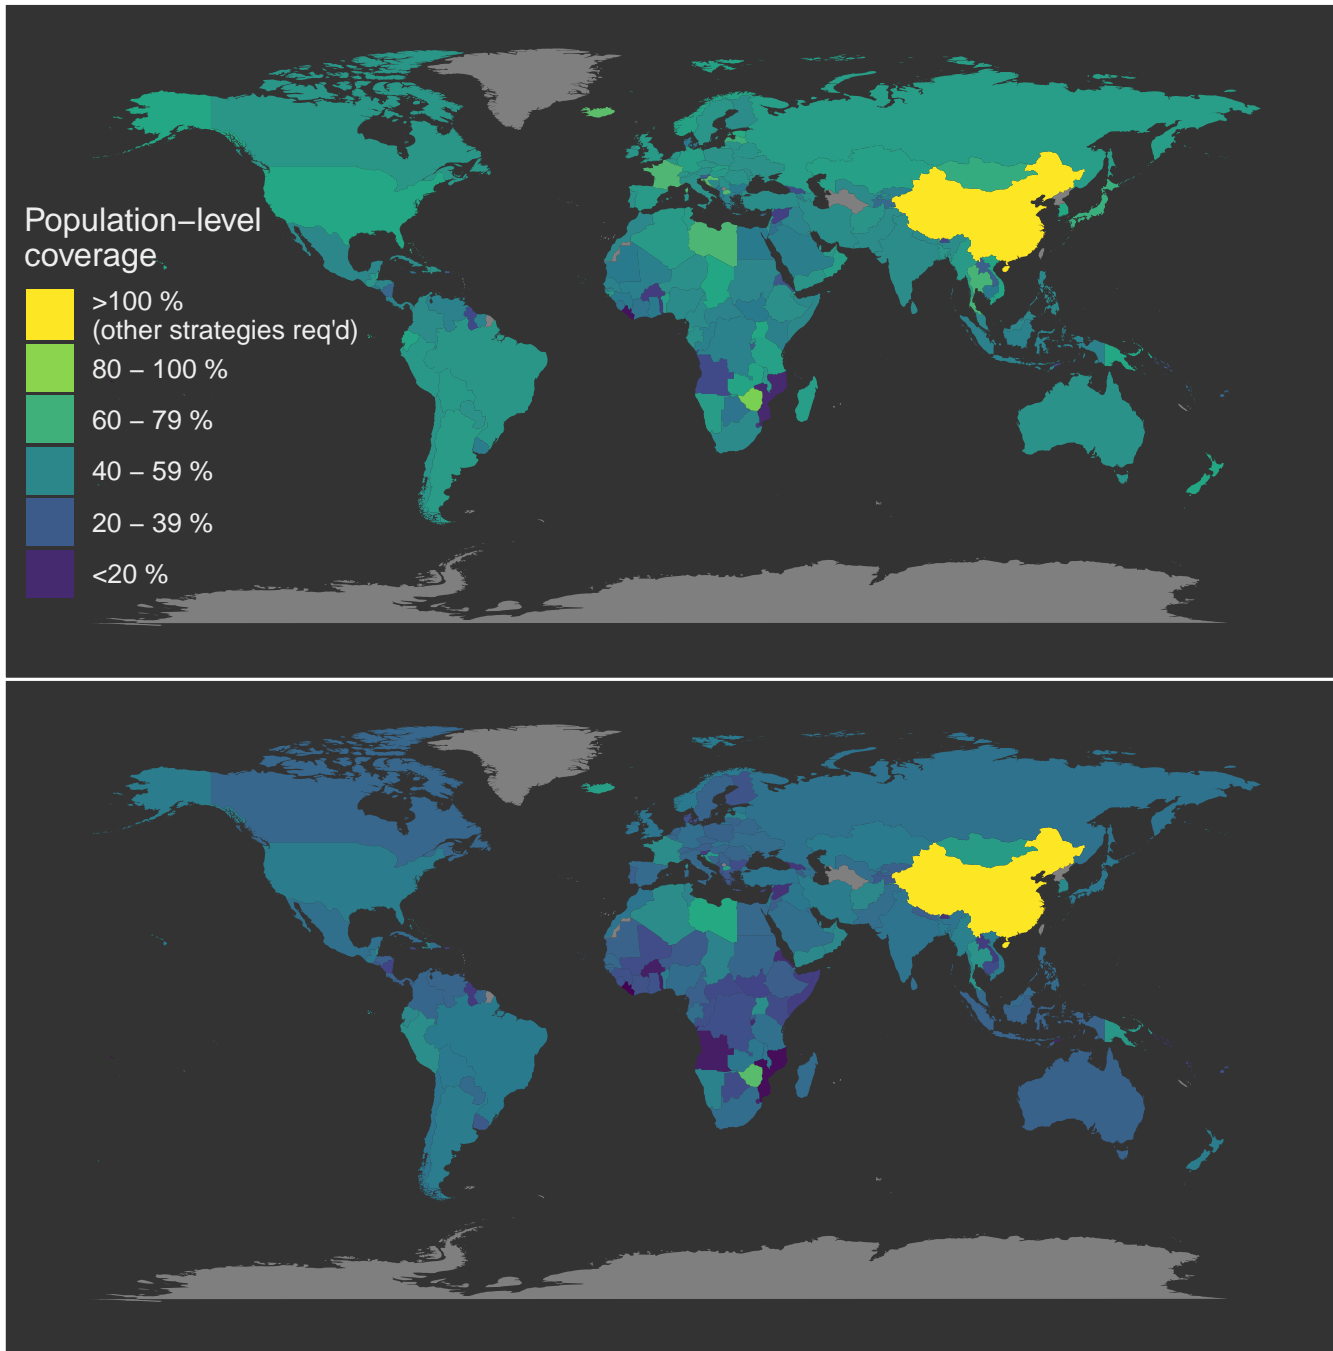 Population−level
coverage
>100 %
(other strategies req'd)
80 − 100 %
60 − 79 %
40 − 59 %
20 − 39 %
<20 %